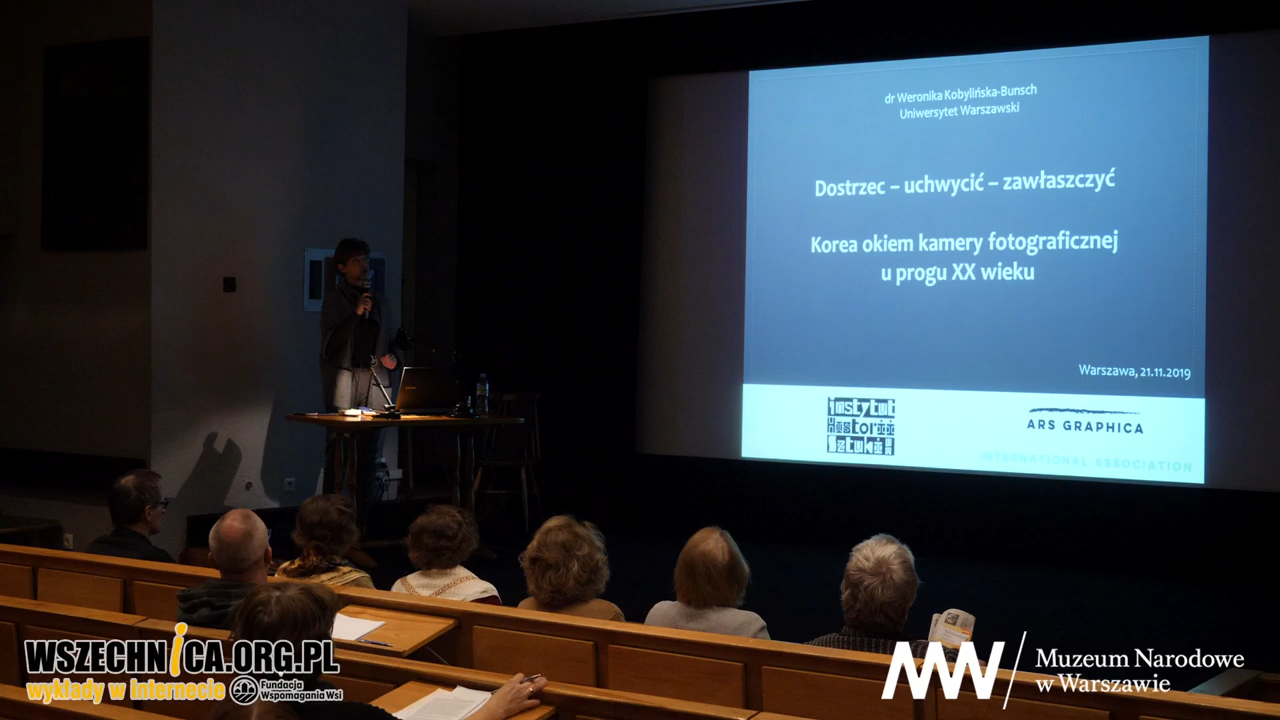 dr Weronika Kobylińska-Bunsch
Uniwersytet Warszawski
Dostrzec – uchwycić – zawłaszczyć
Korea okiem kamery fotograficznej
u progu XX wieku
Warszawa, 21.11.2019
instytut
Historii
Sztuki
ARS GRAPHICA
INTERNATIONAL ASSOCIATION
WSZECHNICA.ORG.PL
wykłady w internecie
Fundacja
Wspomagania Wsi
Muzeum Narodowe
w Warszawie